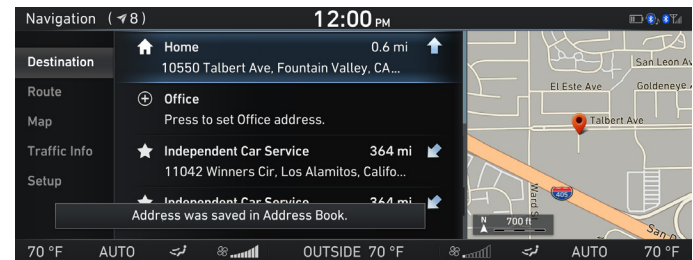 Navigation ( 8)
12:00 PM
Destination
Route
Map
Traffic Info
Setup
Home 0.6 mi
10550 Talbert Ave, Fountain Valley, CA...
Office
Press to set Office address.
Independent Car Service 364 mi
11042 Winners Cir, Los Alamitos, Califo...
Independent Car Service 364 mi
Address was saved in Address Book.
San Leon Av
El Este Ave
Goldeneye
Talbert Ave
405
Ward St
San D
N
700 ft
70 °F AUTO OUTSIDE 70 °F AUTO 70 °F